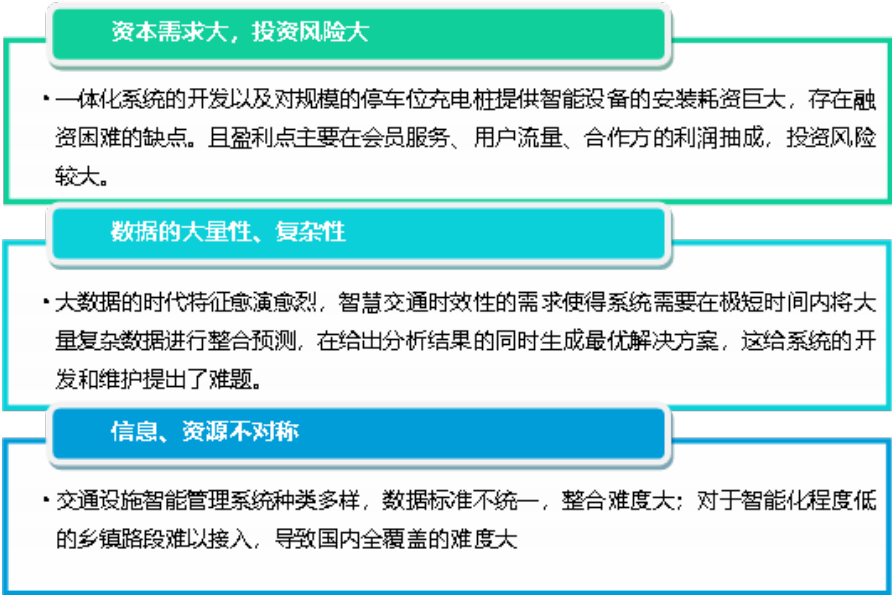 资本需求大，投资风险大
•一体化系统的开发以及对规模的停车位充电桩提供智能设备的安装耗资巨大，存在融
资困难的缺点。且盈利点主要在会员服务、用户流量、合作方的利润抽成，投资风险
较大。
数据的大量性、复杂性
•大数据的时代特征愈演愈烈，智慧交通时效性的需求使得系统需要在极短时间内将大
量复杂数据进行整合预测，在给出分析结果的同时生成最优解决方案，这给系统的开
发和维护提出了难题。
信息、资源不对称
•交通设施智能管理系统种类多样，数据标准不统一，整合难度大；对于智能化程度低
的乡镇路段难以接入，导致国内全覆盖的难度大